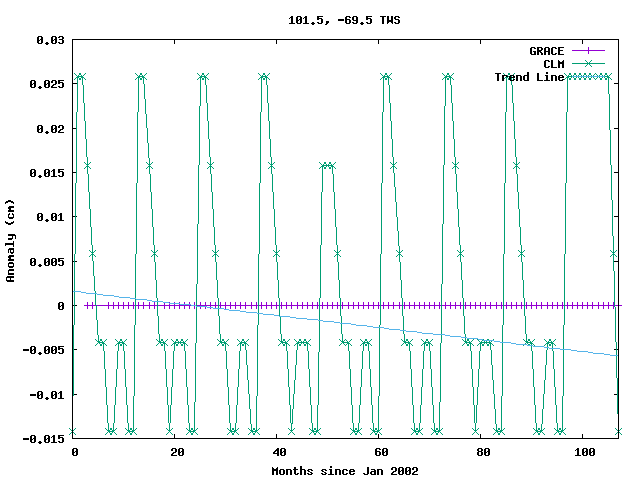 101.5, -69.5 TWS
0.03
0.025
0.02
0.015
0.01
0.005
0
-0.005
-0.01
-0.015
Anomaly (cm)
GRACE
CLM
Trend Line
0 20 40 60 80 100
Months since Jan 2002